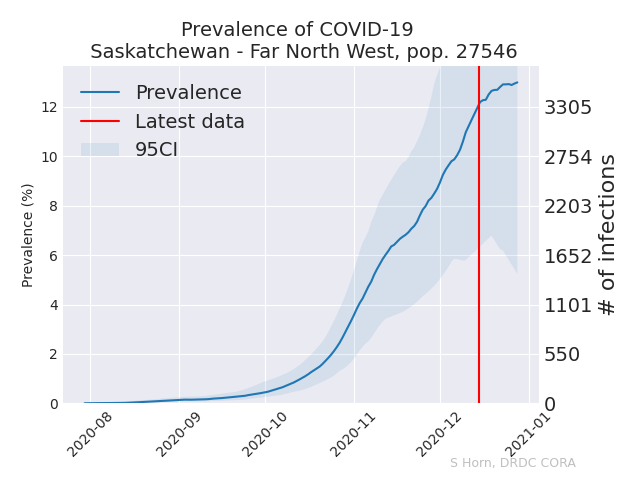 Prevalence of COVID-19
Saskatchewan - Far North West, pop. 27546
Prevalence
Latest data
95CI
Prevalence (%)
12
10
8
6
4
2
0
3305
2754
2203
1652
1101
550
0
# of infections
2020-08
2020-09
2020-10
2020-11
2020-12
2021-01
S Horn, DRDC CORA